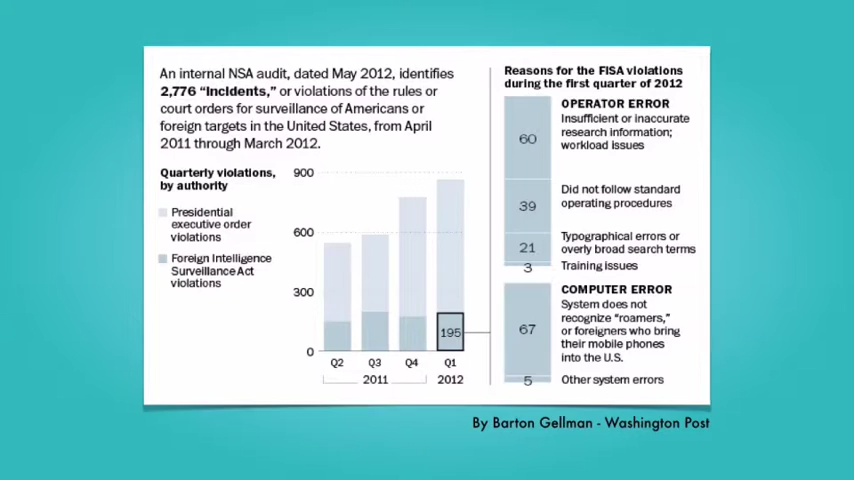 An internal NSA audit, dated May 2012, identifies
2,776 “Incidents,” or violations of the rules or
court orders for surveillance of Americans or
foreign targets in the United States, from April
2011 through March 2012.
Quarterly violations,
by authority
Presidential
executive order
violations
Foreign Intelligence
Surveillance Act
violations
900
600
300
0
195
Q2
Q3
Q4
Q1
2011
2012
Reasons for the FISA violations
during the first quarter of 2012
60
OPERATOR ERROR
Insufficient or inaccurate
research information;
workload issues
39
Did not follow standard
operating procedures
21
Typographical errors or
overly broad search terms
3
Training issues
67
COMPUTER ERROR
System does not
recognize “roamers,”
or foreigners who bring
their mobile phones
into the U.S.
5
Other system errors
By Barton Gellman - Washington Post